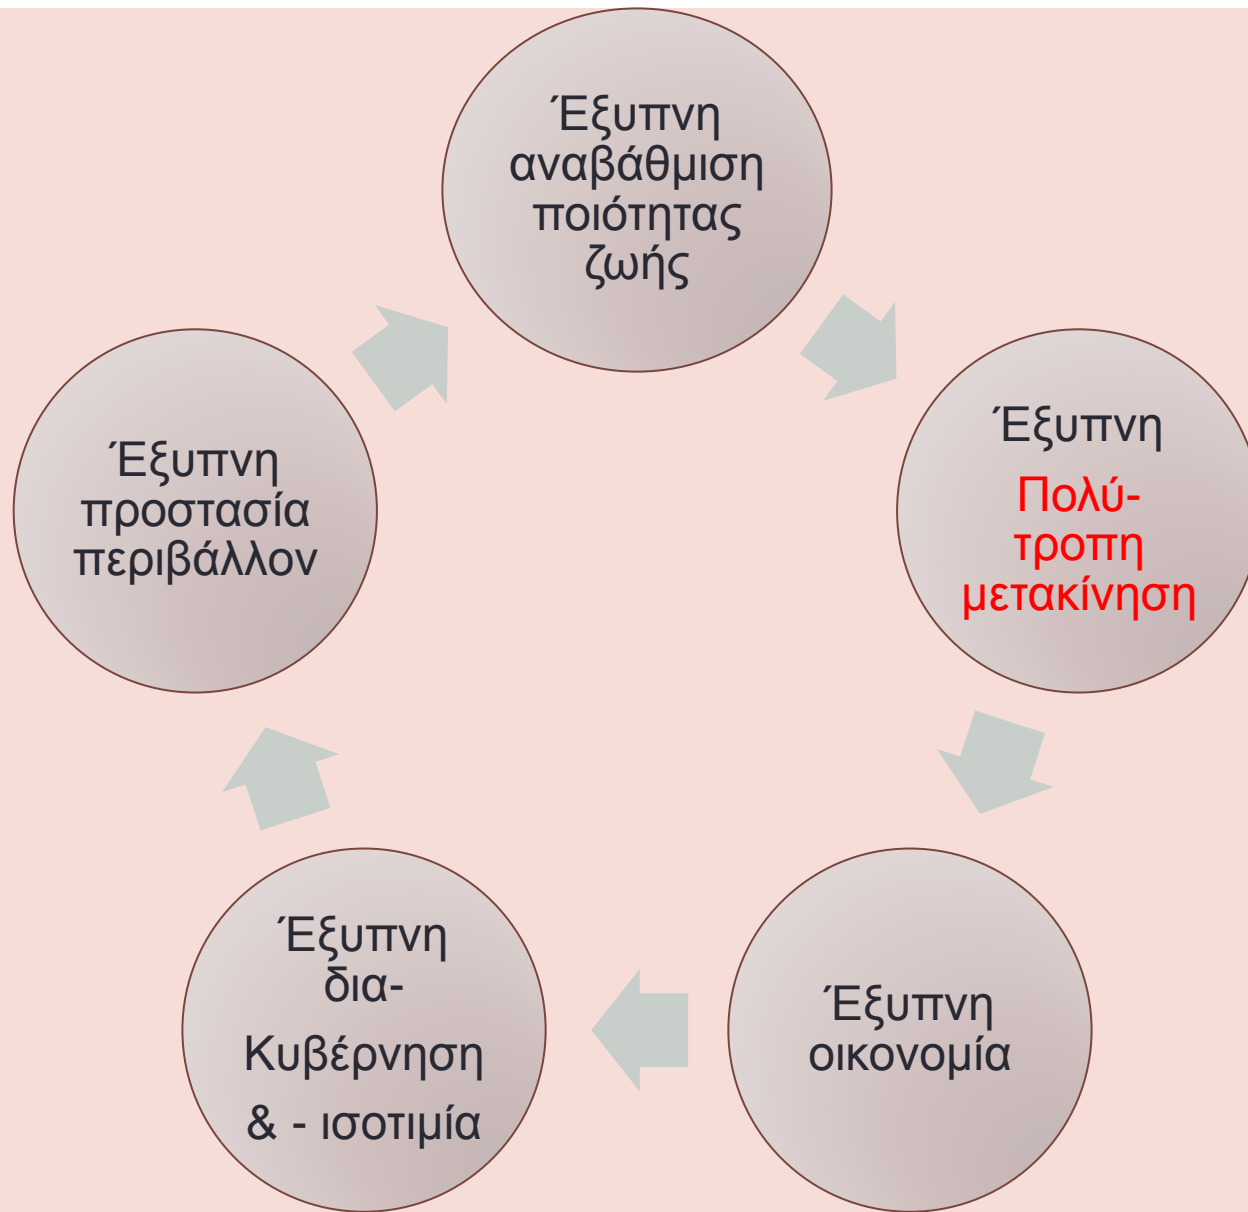 Έξυπνη
αναβάθμιση
ποιότητας
ζωής
Έξυπνη
Πολύ-
τροπη
μετακίνηση
Έξυπνη
οικονομία
Έξυπνη
δια-
Κυβέρνηση
& - ισοτιμία
Έξυπνη
προστασία
περιβάλλον